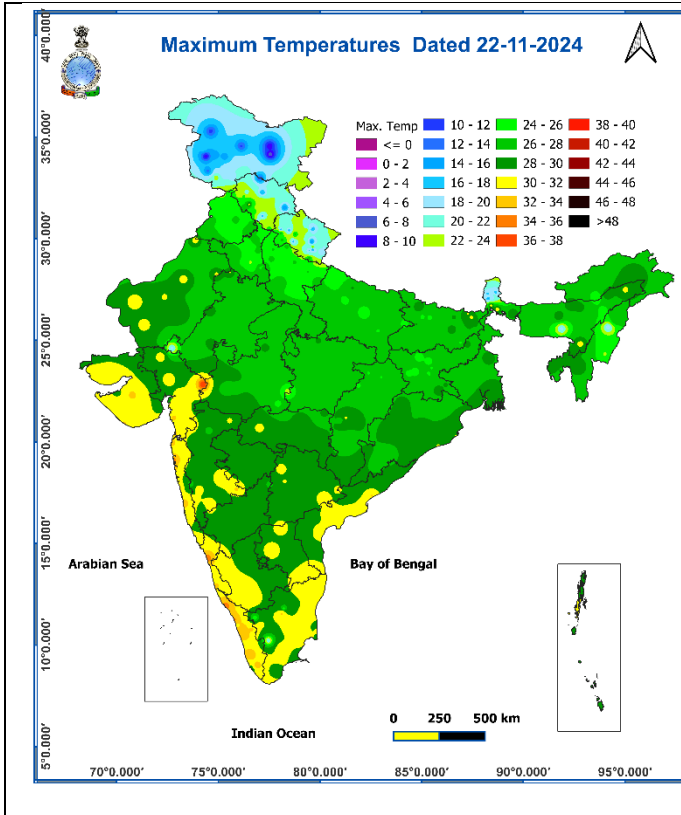 Maximum Temperatures Dated 22-11-2024
Max. Temp
<= 0
0 - 2
2 - 4
4 - 6
6 - 8
8 - 10
10 - 12
12 - 14
14 - 16
16 - 18
18 - 20
20 - 22
22 - 24
24 - 26
26 - 28
28 - 30
30 - 32
32 - 34
34 - 36
36 - 38
38 - 40
40 - 42
42 - 44
44 - 46
46 - 48
>48
40°0.000'
35°0.000'
30°0.000'
25°0.000'
20°0.000'
15°0.000'
10°0.000'
5°0.000'
Arabian Sea
Bay of Bengal
Indian Ocean
0 250 500 km
70°0.000' 75°0.000' 80°0.000' 85°0.000' 90°0.000' 95°0.000'